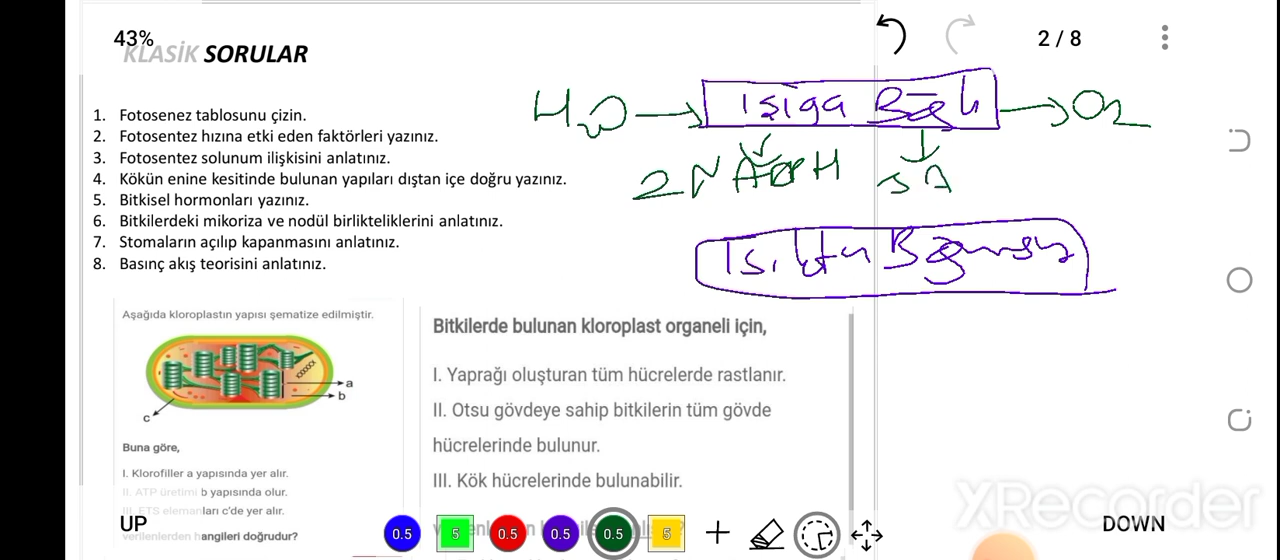 43%
2 / 8
KLASİK SORULAR
1. Fotosenez tablosunu çizin.
2. Fotosentez hızına etki eden faktörleri yazınız.
3. Fotosentez solunum ilişkisini anlatınız.
4. Kökün enine kesitinde bulunan yapıları dıştan içe doğru yazınız.
5. Bitkisel hormonları yazınız.
6. Bitkilerdeki mikoriza ve nodül birlikteliklerini anlatınız.
7. Stomaların açılıp kapanmasını anlatınız.
8. Basınç akış teorisini anlatınız.
H₂O → Işığa Bağlı → O₂
2NADPH
Işıktan Bağımsız
Aşağıda kloroplastın yapısı şematize edilmiştir.
a
b
c
Buna göre,
I. Klorofiller a yapısında yer alır.
II. ATP üretimi b yapısında olur.
III. ETS elemanları c'de yer alır.
verilenlerden hangileri doğrudur?
Bitkilerde bulunan kloroplast organeli için,
I. Yaprağı oluşturan tüm hücrelerde rastlanır.
II. Otsu gövdeye sahip bitkilerin tüm gövde
hücrelerinde bulunur.
III. Kök hücrelerinde bulunabilir.
UP
0.5 5 0.5 0.5 0.5 5
DOWN
XRecorder